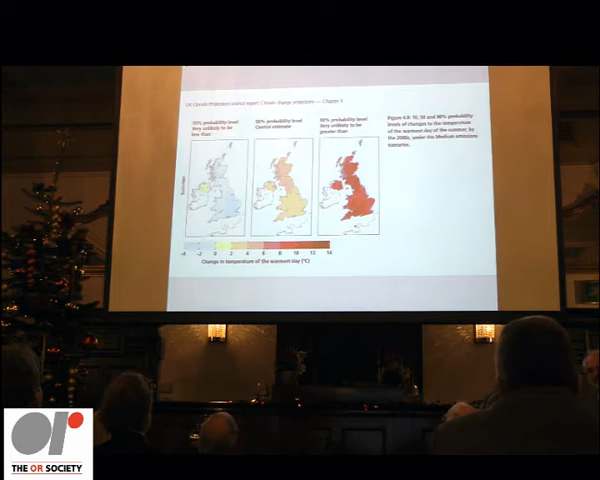 UK Climate Projections science report: Climate change projections — Chapter 4
10% probability level
Very unlikely to be
less than
50% probability level
Central estimate
90% probability level
Very unlikely to be
greater than
Figure 4.8: 10, 50 and 90% probability
levels of changes to the temperature
of the warmest day of the summer, by
the 2080s, under the Medium emissions
scenario.
-4 -2 0 2 4 6 8 10 12 14
Change in temperature of the warmest day (°C)
or
THE OR SOCIETY